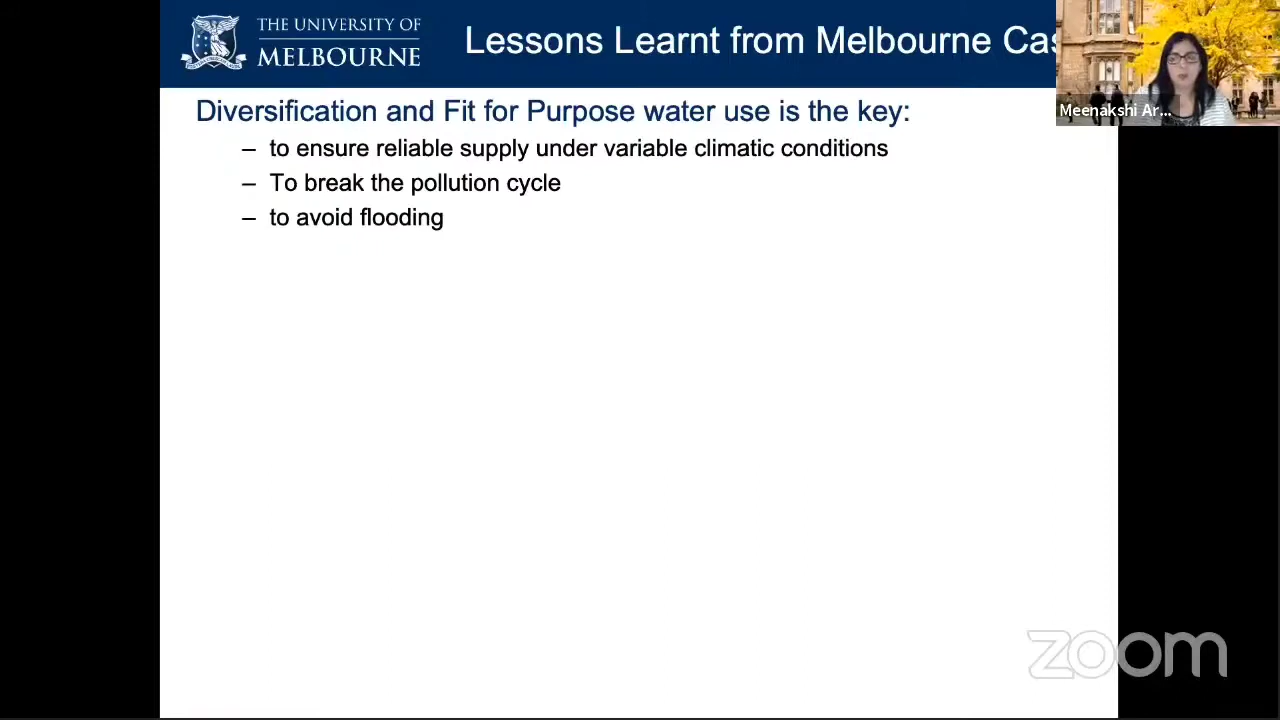 THE UNIVERSITY OF
MELBOURNE
Lessons Learnt from Melbourne Cas
Meenakshi Ar...
Diversification and Fit for Purpose water use is the key:
– to ensure reliable supply under variable climatic conditions
– To break the pollution cycle
– to avoid flooding
zoom